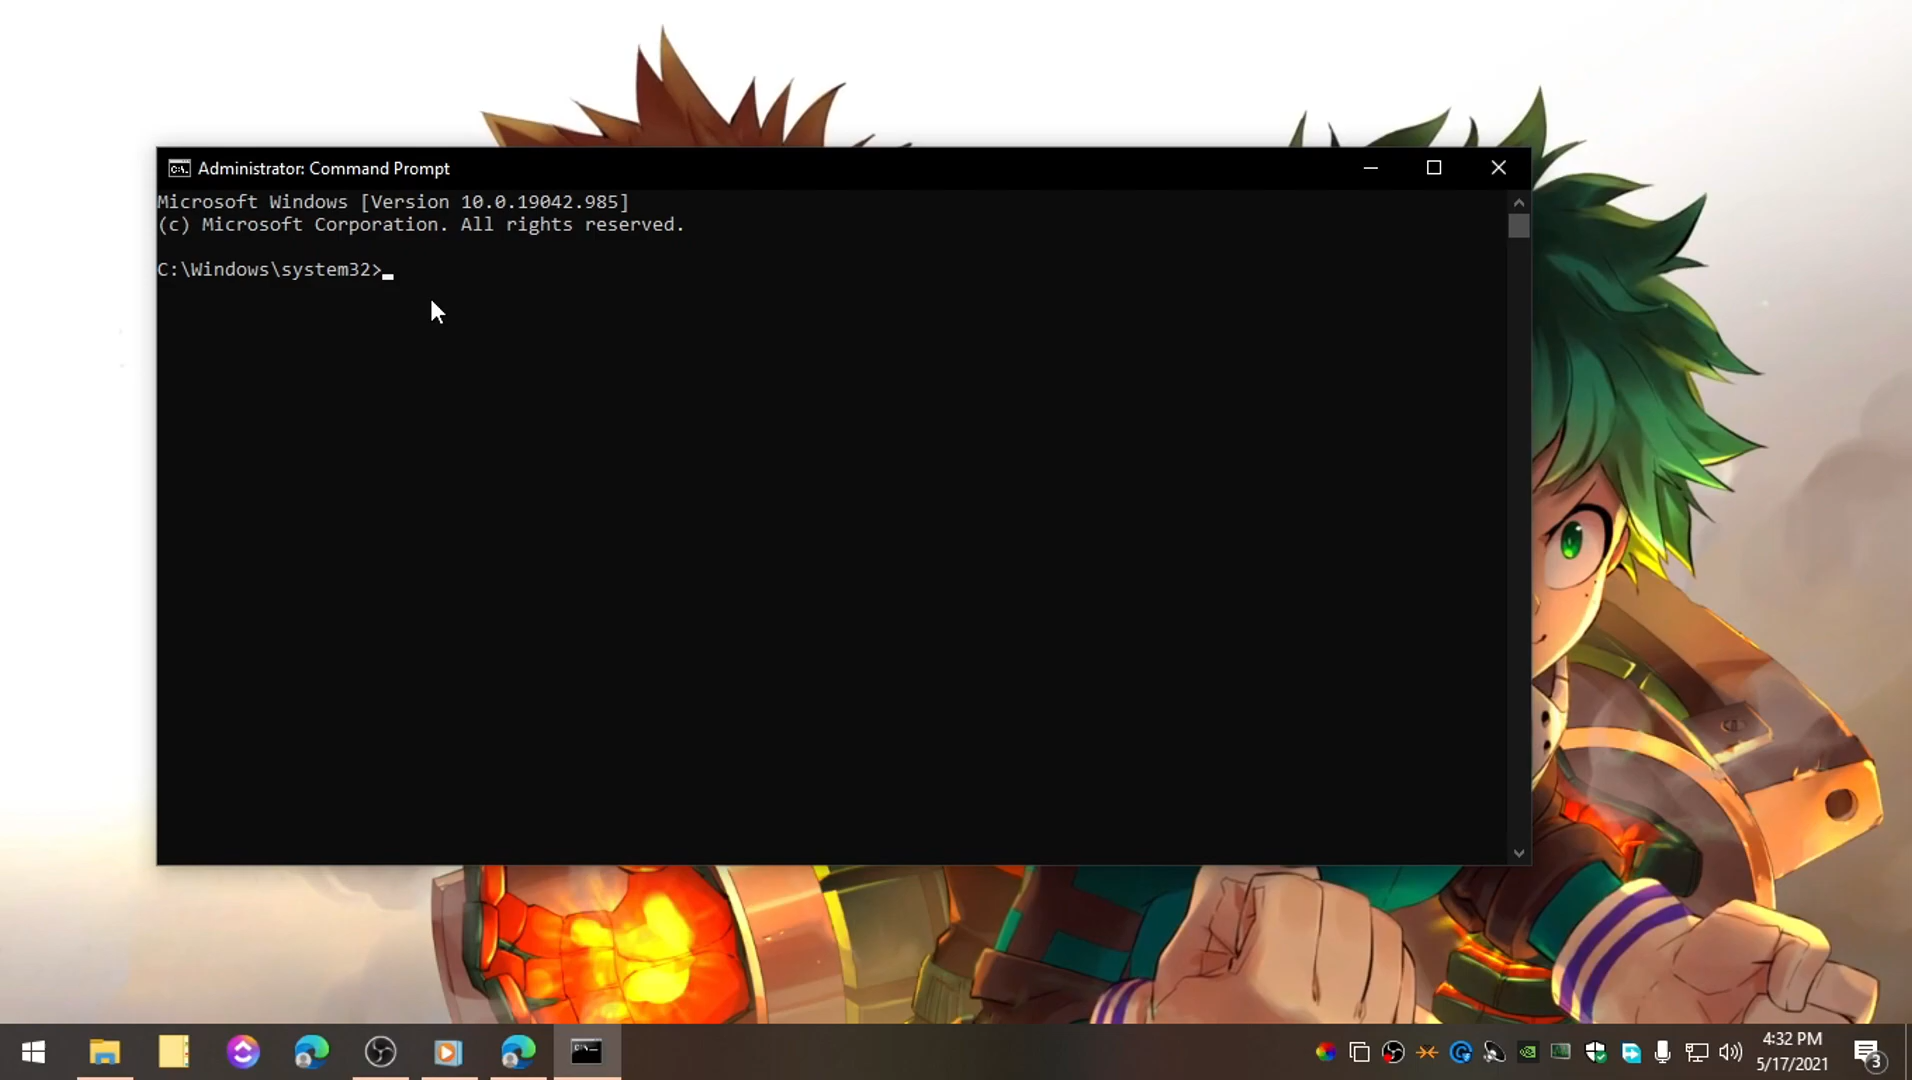 Administrator: Command Prompt
Microsoft Windows [Version 10.0.19042.985]
(c) Microsoft Corporation. All rights reserved.
C:\Windows\system32>
4:32 PM
5/17/2021
3